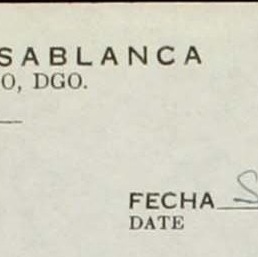 SABLANCA
O, DGO.
FECHA S
DATE